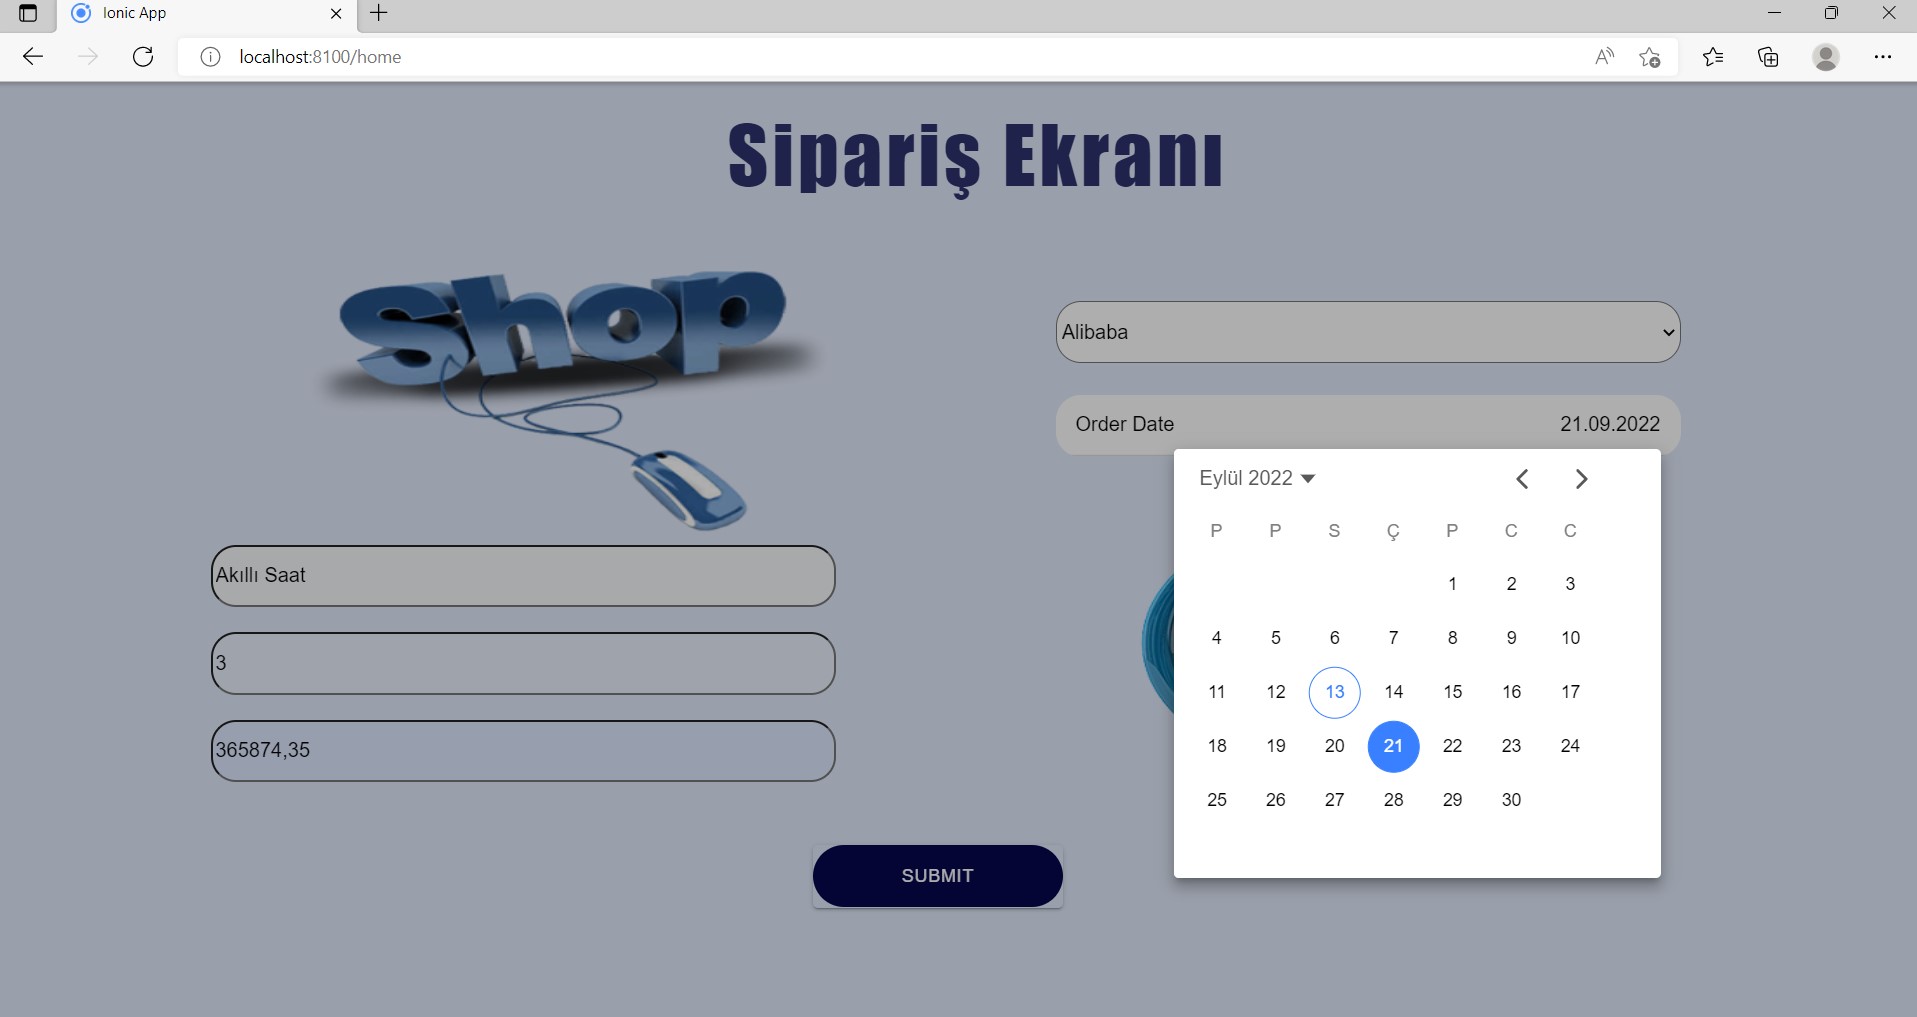 Ionic App
localhost:8100/home
Sipariş Ekranı
Shop
Alibaba
Order Date 21.09.2022
Eylül 2022
P P S Ç P C C
1 2 3
4 5 6 7 8 9 10
11 12 13 14 15 16 17
18 19 20 21 22 23 24
25 26 27 28 29 30
Akıllı Saat
3
365874,35
SUBMIT